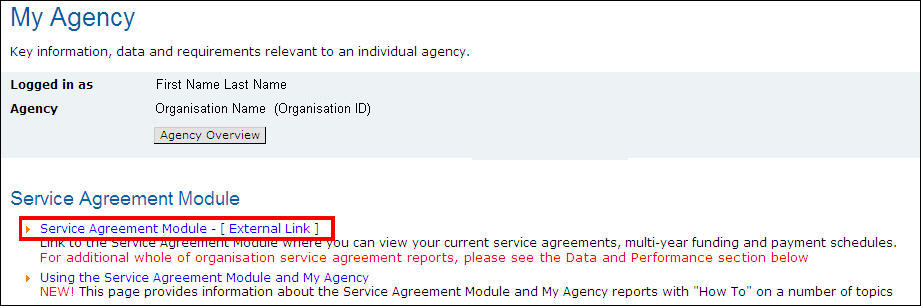 My Agency
Key information, data and requirements relevant to an individual agency.
Logged in as First Name Last Name
Agency Organisation Name (Organisation ID)
Agency Overview
Service Agreement Module
Service Agreement Module - [ External Link ]
Link to the Service Agreement Module where you can view your current service agreements, multi-year funding and payment schedules.
For additional whole of organisation service agreement reports, please see the Data and Performance section below
Using the Service Agreement Module and My Agency
NEW! This page provides information about the Service Agreement Module and My Agency reports with "How To" on a number of topics